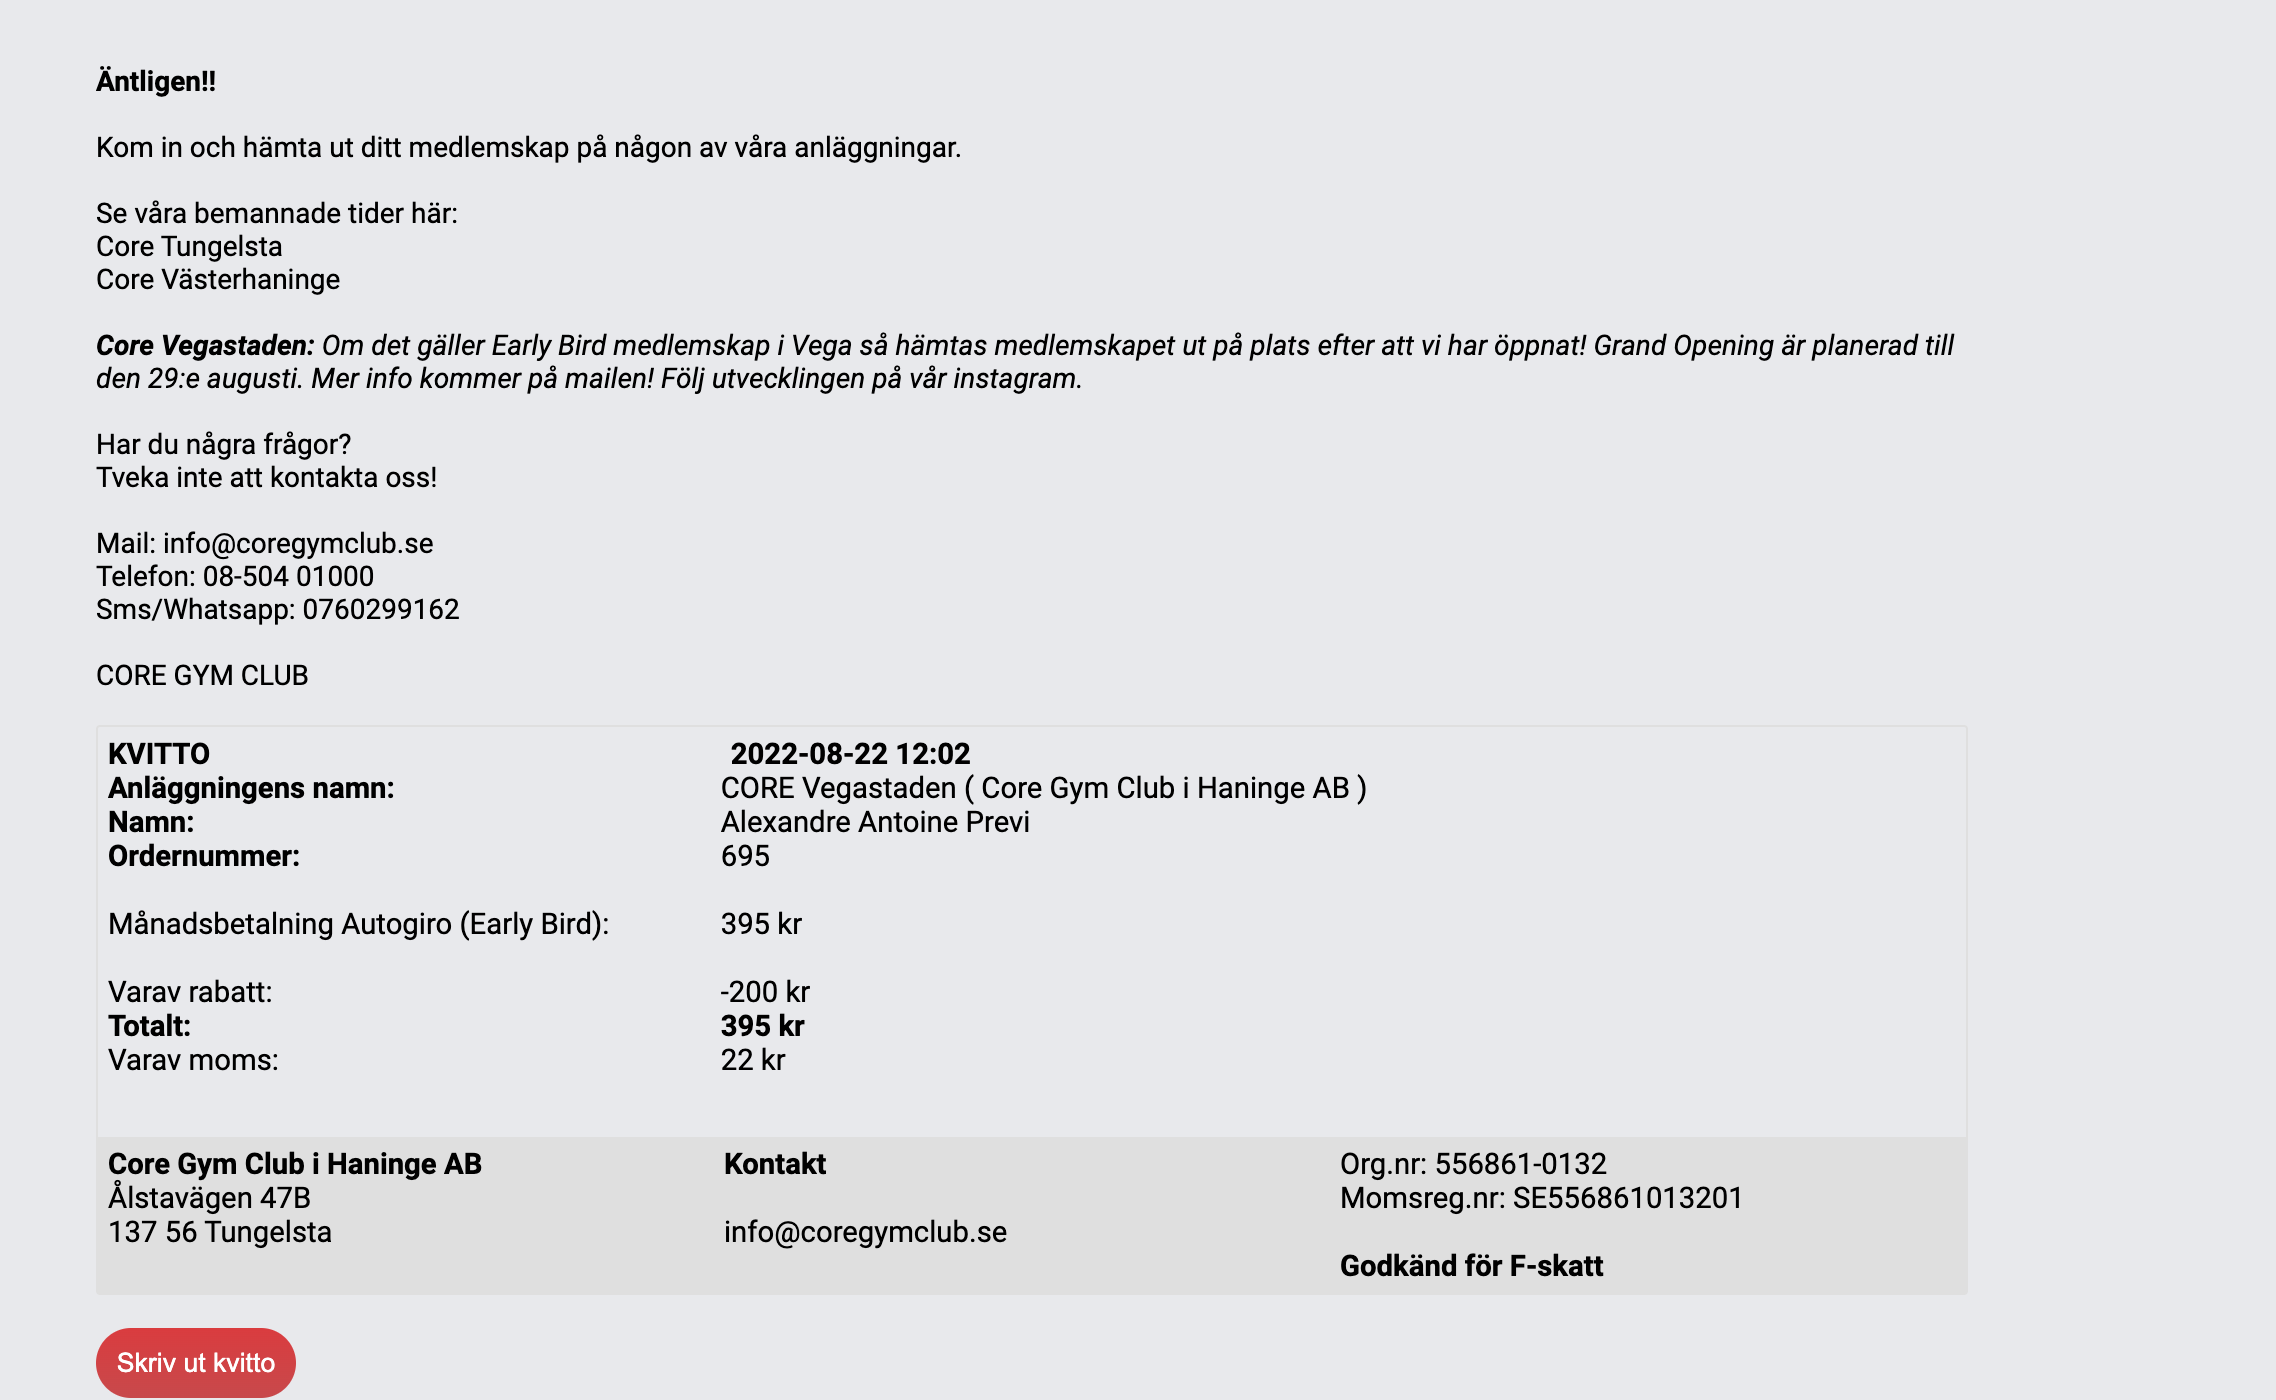 Äntligen!!
Kom in och hämta ut ditt medlemskap på någon av våra anläggningar.
Se våra bemannade tider här:
Core Tungelsta
Core Västerhaninge
Core Vegastaden: Om det gäller Early Bird medlemskap i Vega så hämtas medlemskapet ut på plats efter att vi har öppnat! Grand Opening är planerad till
den 29:e augusti. Mer info kommer på mailen! Följ utvecklingen på vår instagram.
Har du några frågor?
Tveka inte att kontakta oss!
Mail: info@coregymclub.se
Telefon: 08-504 01000
Sms/Whatsapp: 0760299162
CORE GYM CLUB
KVITTO 2022-08-22 12:02
Anläggningens namn: CORE Vegastaden ( Core Gym Club i Haninge AB )
Namn: Alexandre Antoine Previ
Ordernummer: 695
Månadsbetalning Autogiro (Early Bird): 395 kr
Varav rabatt: -200 kr
Totalt: 395 kr
Varav moms: 22 kr
Core Gym Club i Haninge AB
Ålstavägen 47B
137 56 Tungelsta
Kontakt
info@coregymclub.se
Org.nr: 556861-0132
Momsreg.nr: SE556861013201
Godkänd för F-skatt
Skriv ut kvitto